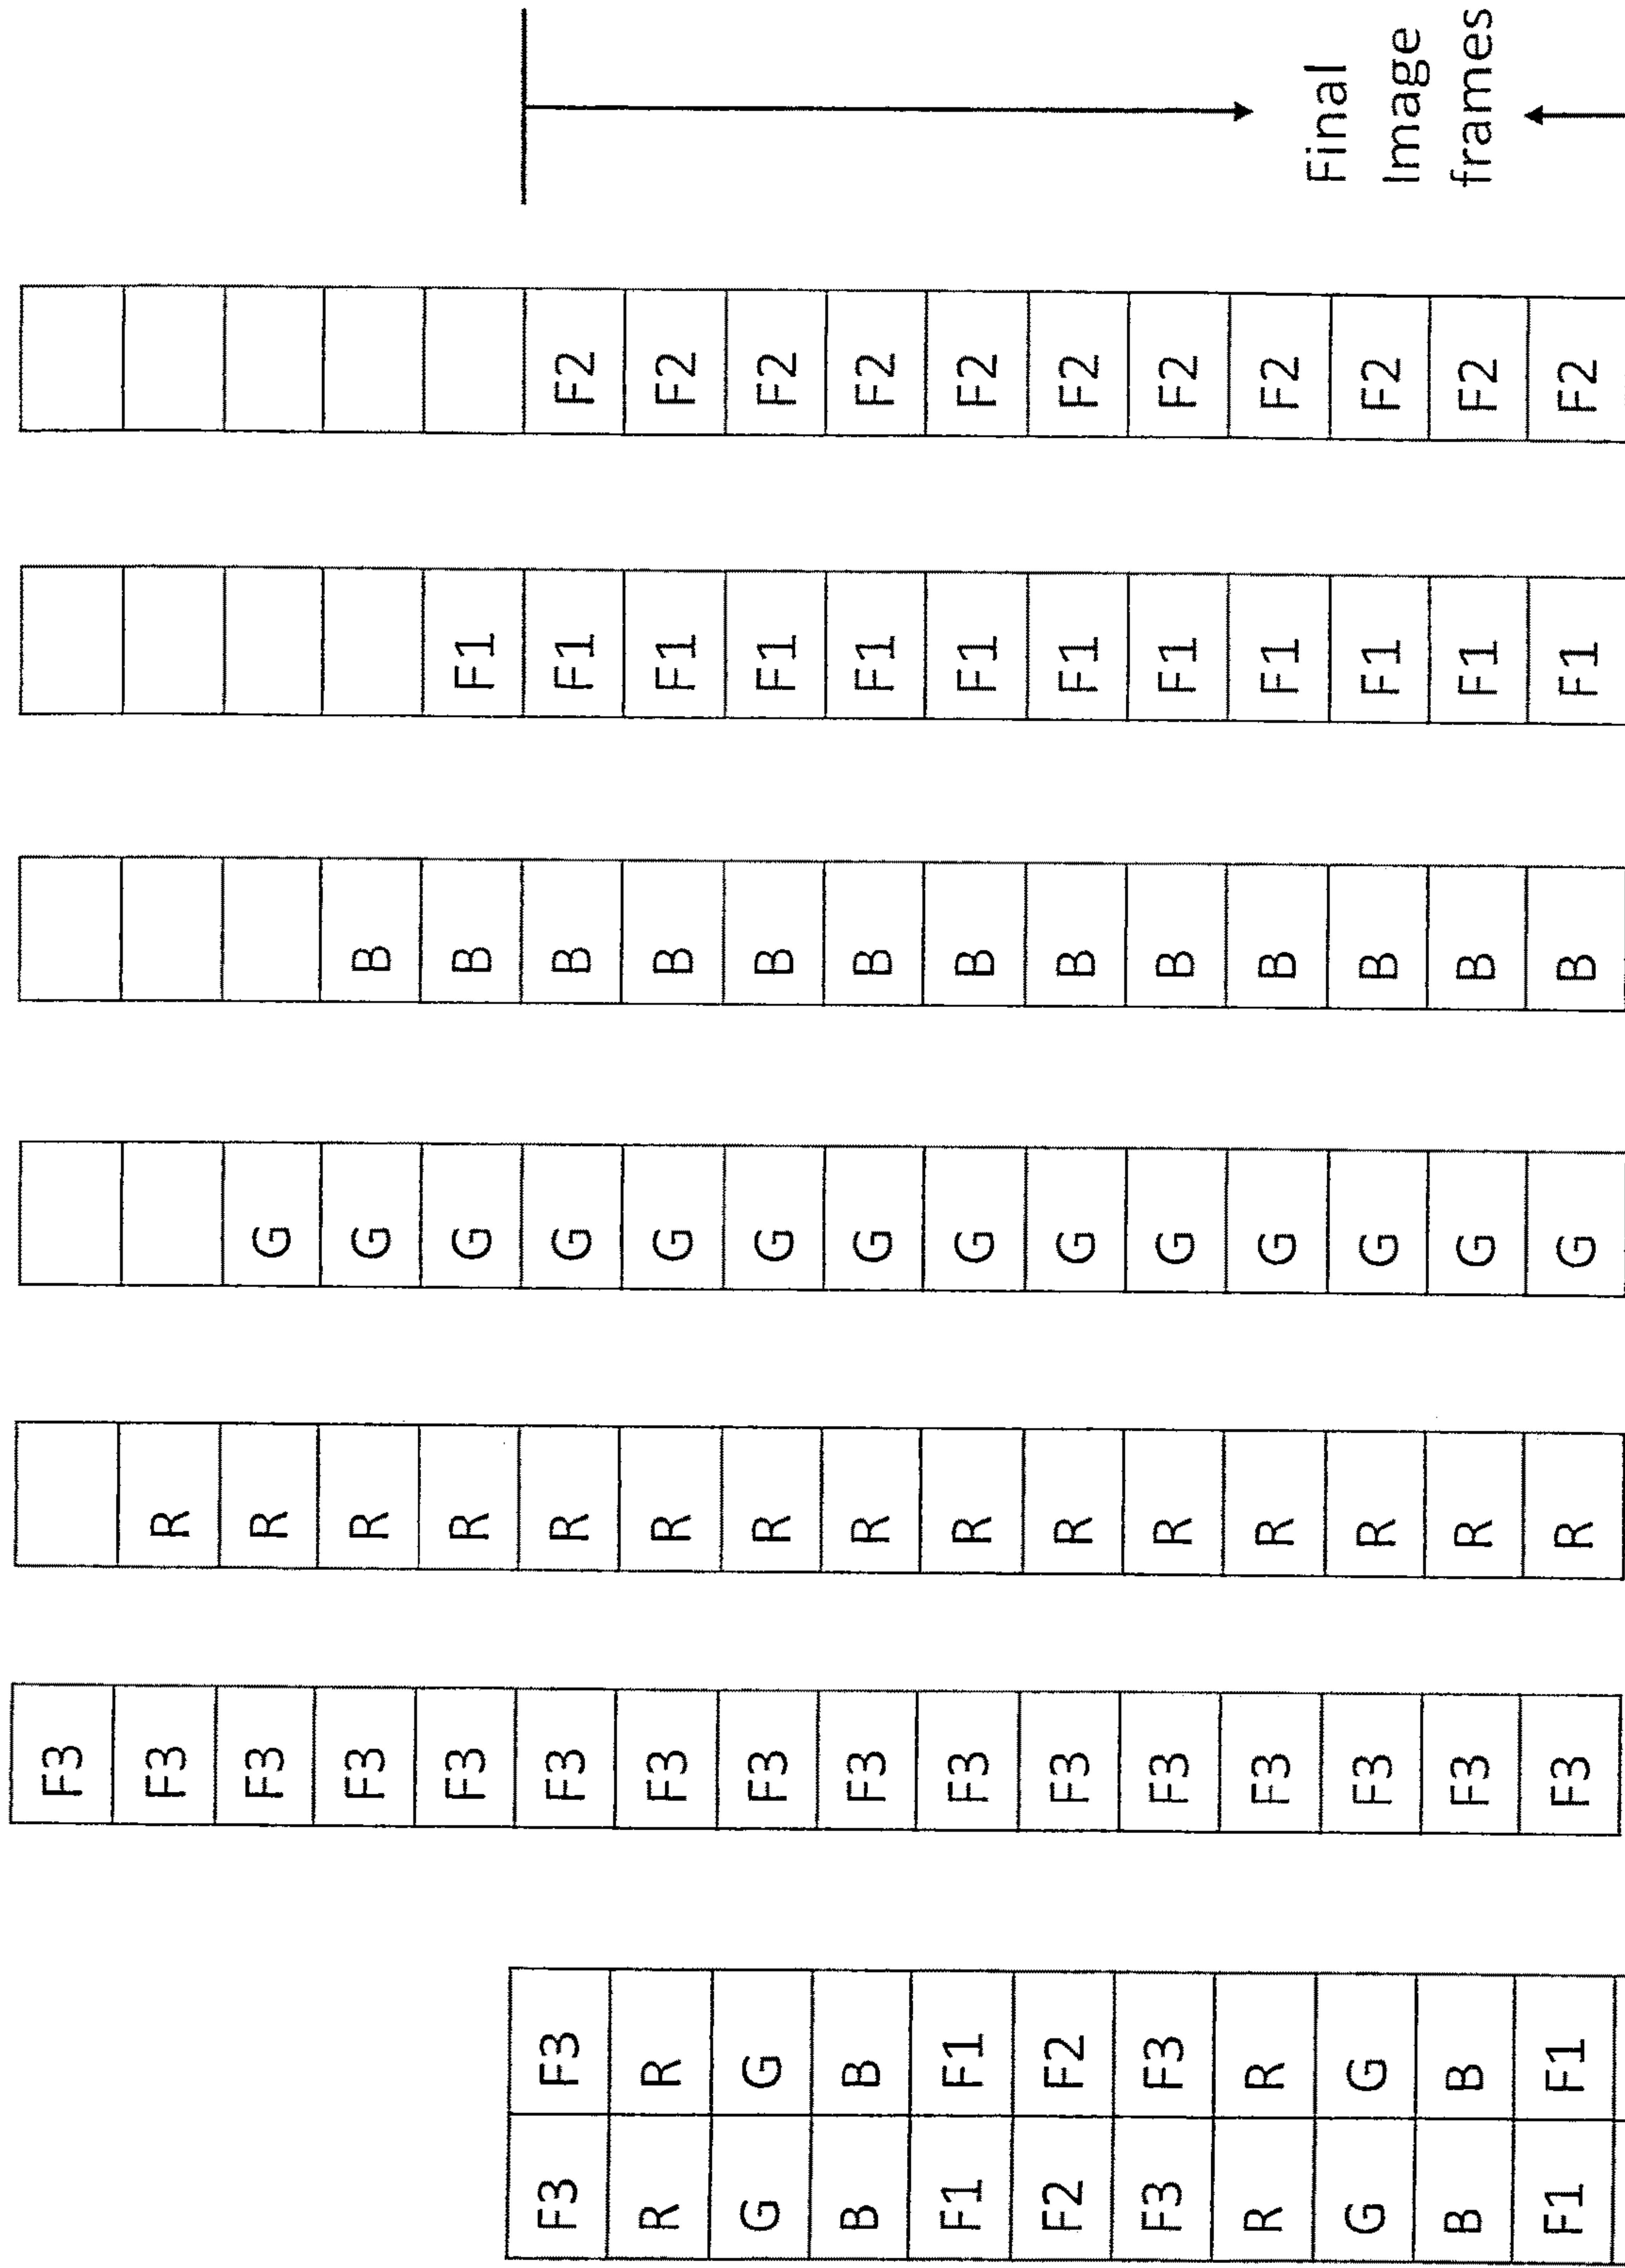 F3
F3 R
F3 R G
F3 R G B
F3 R G B F1
F3 F3 F3 R G B F1 F2
R R F3 R G B F1 F2
G G F3 R G B F1 F2
B B F3 R G B F1 F2
F1 F1 F3 R G B F1 F2
F2 F2 F3 R G B F1 F2
F3 F3 F3 R G B F1 F2
R R F3 R G B F1 F2
G G F3 R G B F1 F2
B B F3 R G B F1 F2
F1 F1 F3 R G B F1 F2
Final
Image
frames